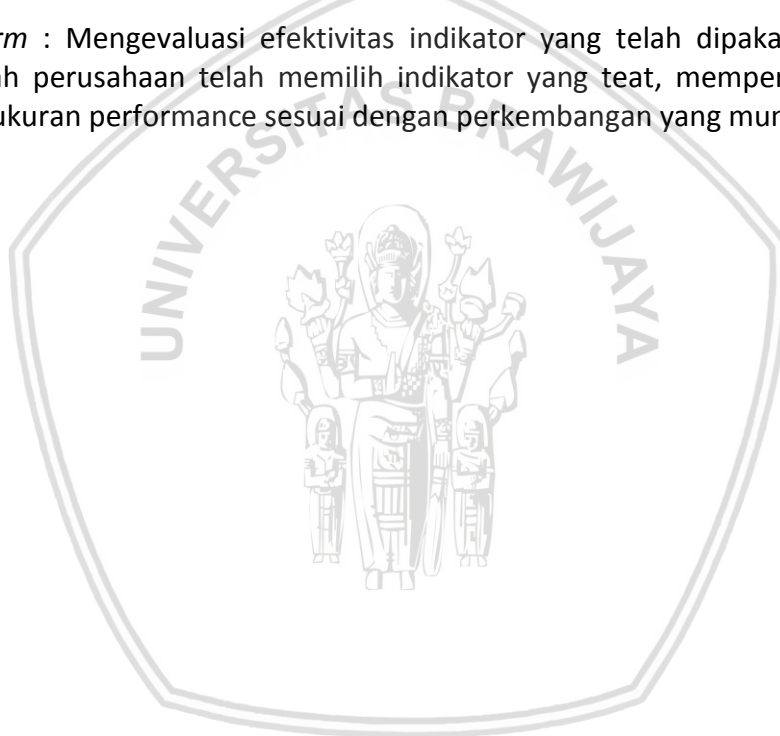 rm : Mengevaluasi efektivitas indikator yang telah dipaka
ah perusahaan telah memilih indikator yang teat, memper
ukuran performance sesuai dengan perkembangan yang mun
UNIVERSITAS BRAWIJAYA